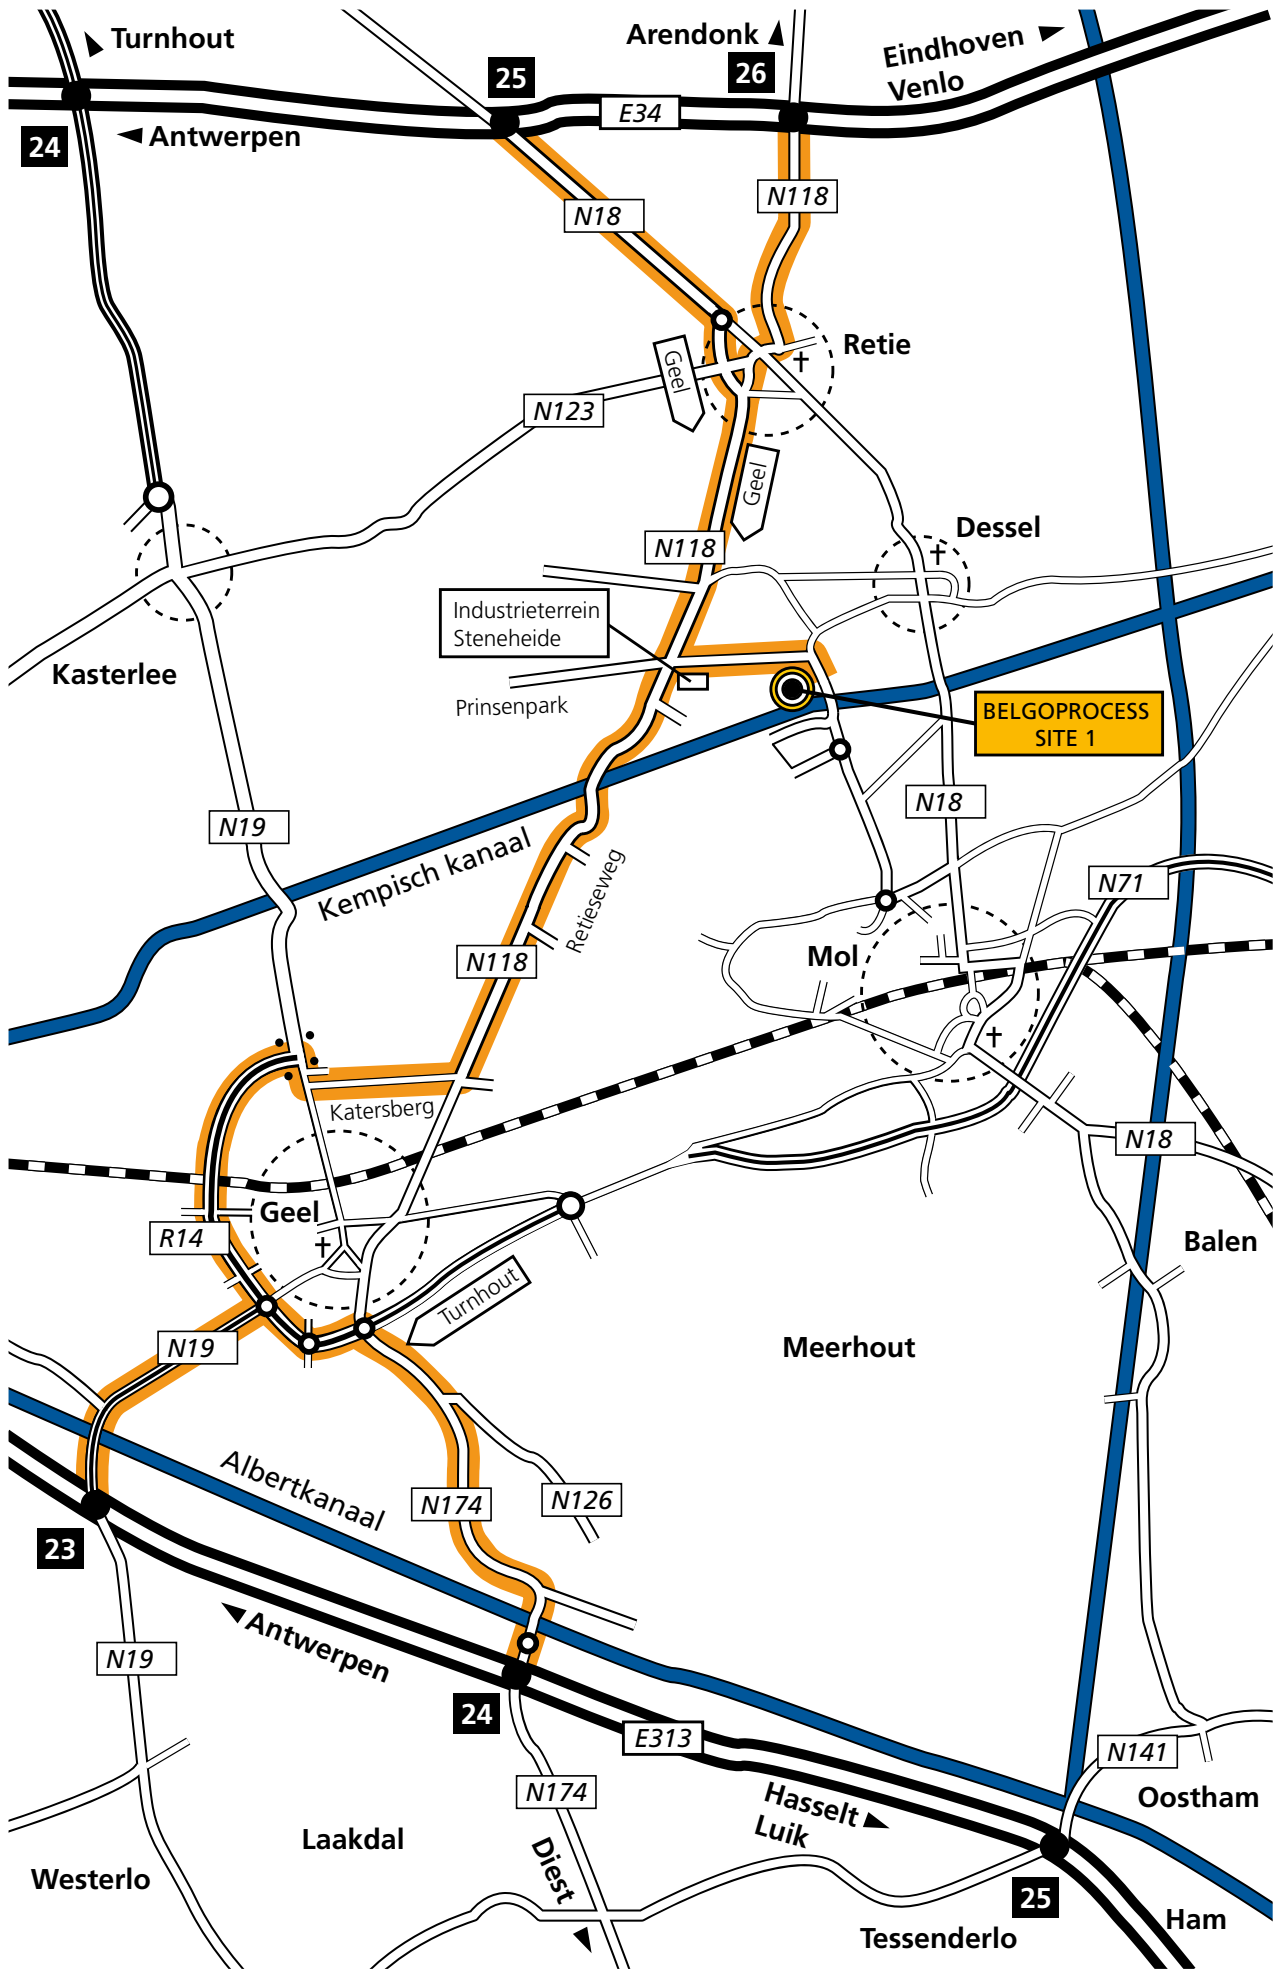 Turnhout
Arendonk
Eindhoven
Venlo
25
26
E34
24
Antwerpen
N18
N118
Retie
Geel
N123
Geel
Dessel
N118
Industrieterrein
Steneheide
Kasterlee
Prinsenpark
BELGOPROCESS
SITE 1
N18
N19
Kempisch kanaal
Retieseweg
N71
Mol
N118
Katersberg
N18
Geel
R14
Balen
Turnhout
N19
Meerhout
Albertkanaal
N174
N126
23
Antwerpen
N19
24
E313
N141
N174
Hasselt
Luik
Oostham
Laakdal
Diest
Westerlo
25
Ham
Tessenderlo